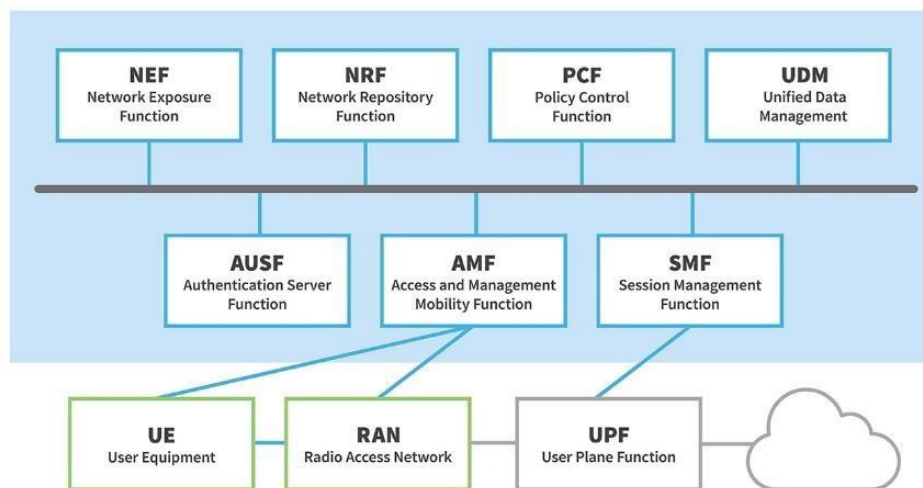 NEF
Network Exposure
Function
NRF
Network Repository
Function
PCF
Policy Control
Function
UDM
Unified Data
Management
AUSF
Authentication Server
Function
AMF
Access and Management
Mobility Function
SMF
Session Management
Function
UE
User Equipment
RAN
Radio Access Network
UPF
User Plane Function